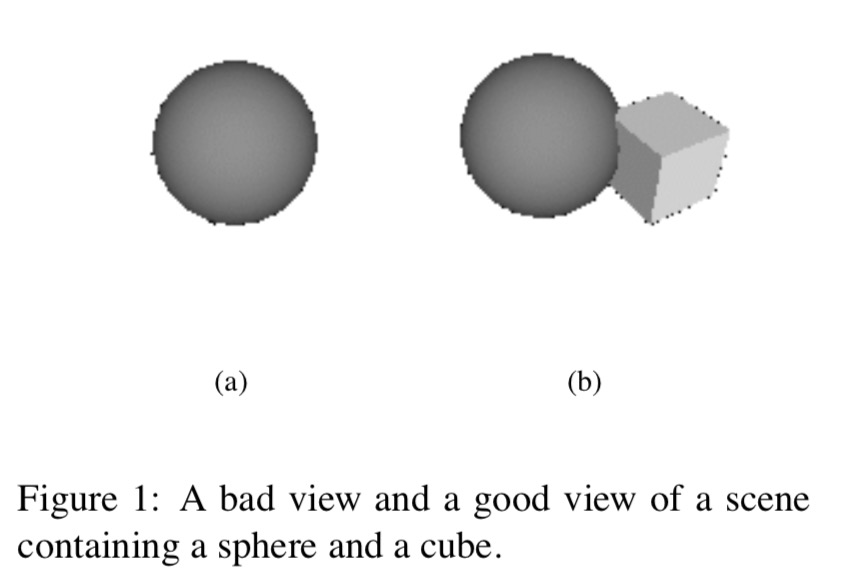 (a) (b)
Figure 1: A bad view and a good view of a scene
containing a sphere and a cube.